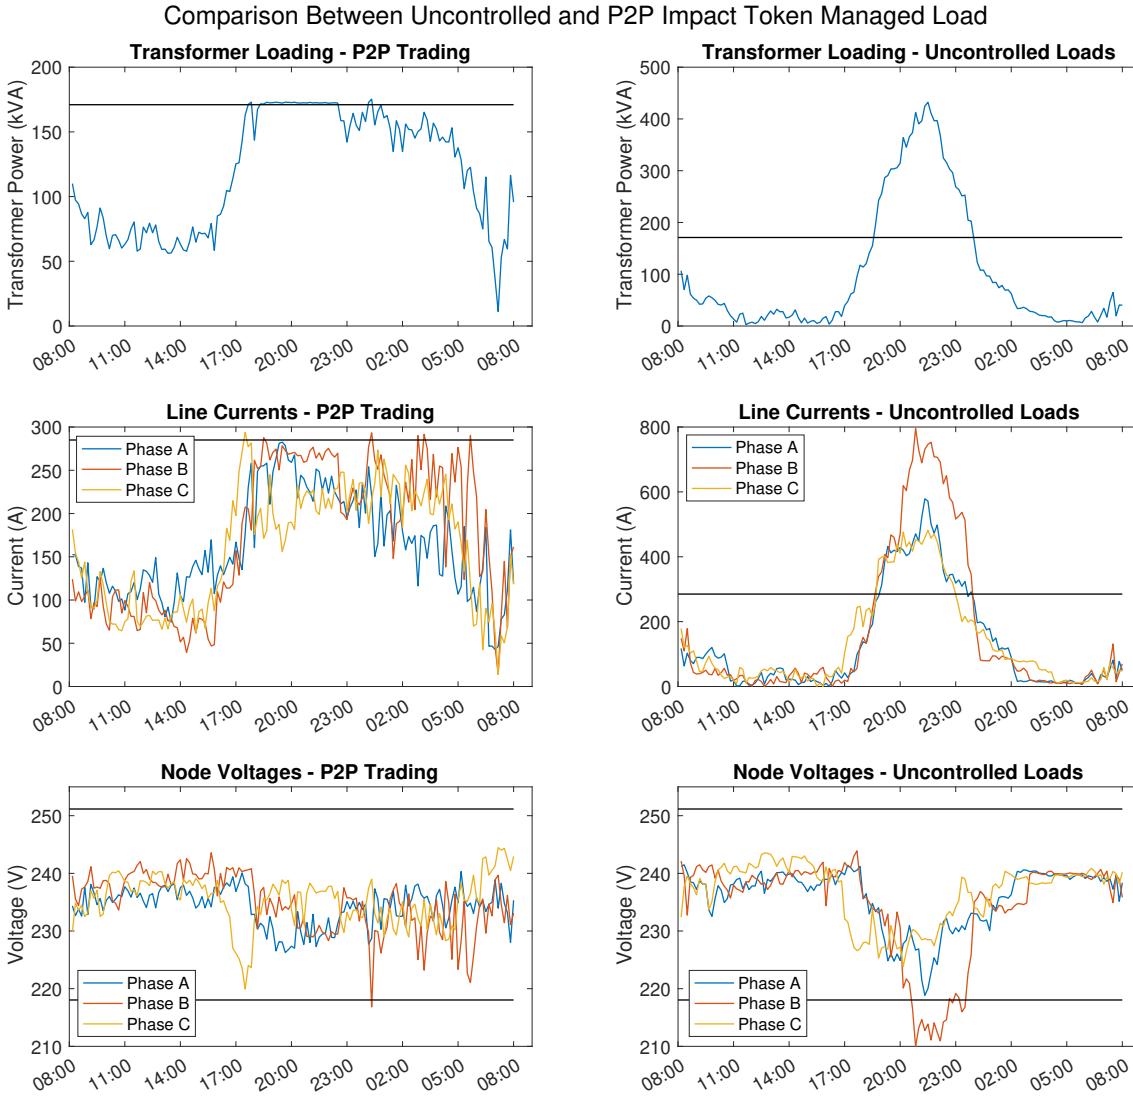 Comparison Between Uncontrolled and P2P Impact Token Managed Load
Transformer Loading - P2P Trading
Transformer Power (kVA)
200
150
100
50
0
08:00 11:00 14:00 17:00 20:00 23:00 02:00 05:00 08:00
Transformer Loading - Uncontrolled Loads
Transformer Power (kVA)
500
400
300
200
100
0
08:00 11:00 14:00 17:00 20:00 23:00 02:00 05:00 08:00
Line Currents - P2P Trading
Current (A)
300
250
200
150
100
50
0
Phase A
Phase B
Phase C
08:00 11:00 14:00 17:00 20:00 23:00 02:00 05:00 08:00
Line Currents - Uncontrolled Loads
Current (A)
800
600
400
200
0
Phase A
Phase B
Phase C
08:00 11:00 14:00 17:00 20:00 23:00 02:00 05:00 08:00
Node Voltages - P2P Trading
Voltage (V)
250
240
230
220
210
Phase A
Phase B
Phase C
08:00 11:00 14:00 17:00 20:00 23:00 02:00 05:00 08:00
Node Voltages - Uncontrolled Loads
Voltage (V)
250
240
230
220
210
Phase A
Phase B
Phase C
08:00 11:00 14:00 17:00 20:00 23:00 02:00 05:00 08:00